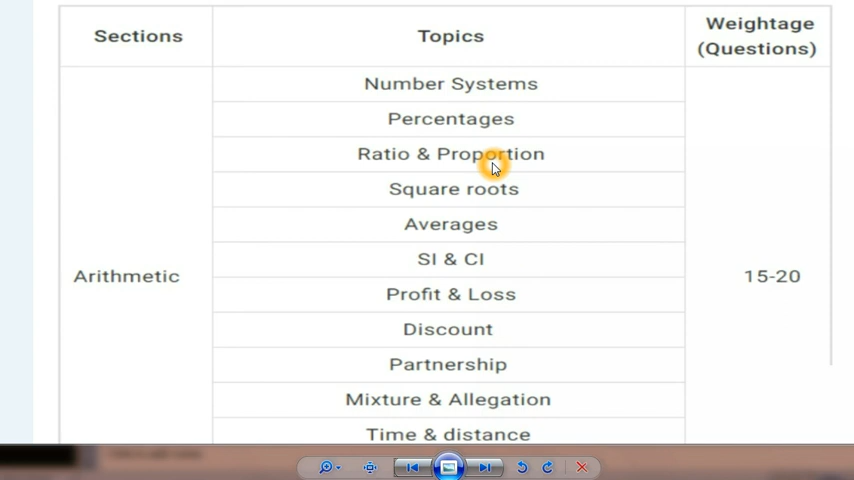 Sections Topics Weightage
(Questions)
Number Systems
Percentages
Ratio & Proportion
Square roots
Averages
SI & CI
Arithmetic 15-20
Profit & Loss
Discount
Partnership
Mixture & Allegation
Time & distance